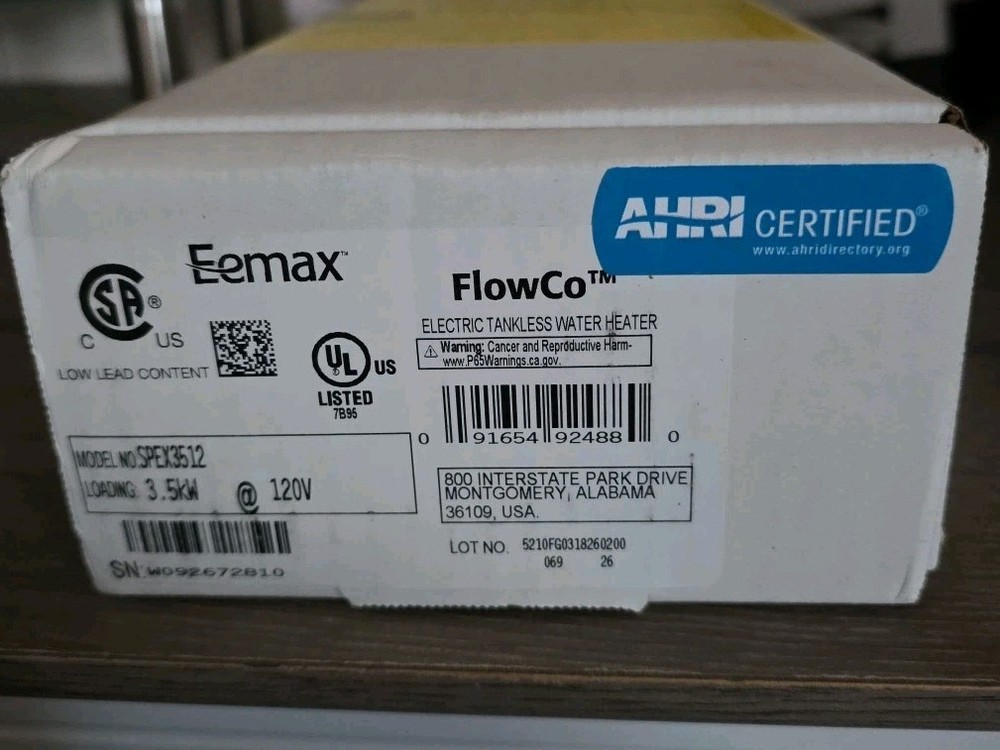 AHRI CERTIFIED®
www.ahridirectory.org
Eemax™
CSA®
C US
LOW LEAD CONTENT
UL US
LISTED
7B95
FlowCo™
ELECTRIC TANKLESS WATER HEATER
⚠ Warning: Cancer and Reproductive Harm-
www.P65Warnings.ca.gov.
0 91654 92488 0
MODEL NO.SPEX3512
LOADING: 3.5kW @ 120V
800 INTERSTATE PARK DRIVE
MONTGOMERY, ALABAMA
36109, USA.
SN:W092672810
LOT NO. 5210FG0318260200
069 26